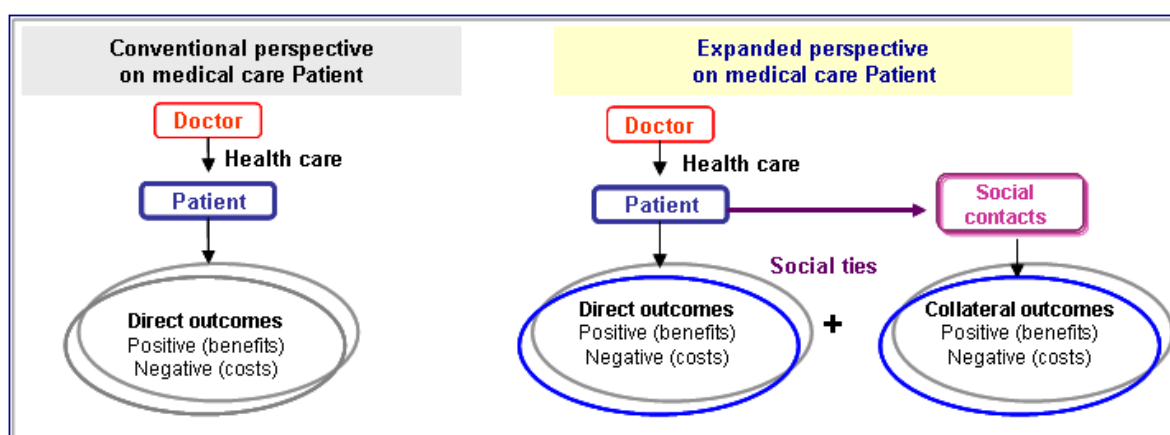 Conventional perspective
on medical care Patient
Doctor
Health care
Patient
Direct outcomes
Positive (benefits)
Negative (costs)
Expanded perspective
on medical care Patient
Doctor
Health care
Patient
Social
contacts
Social ties
Direct outcomes
Positive (benefits)
Negative (costs)
+
Collateral outcomes
Positive (benefits)
Negative (costs)